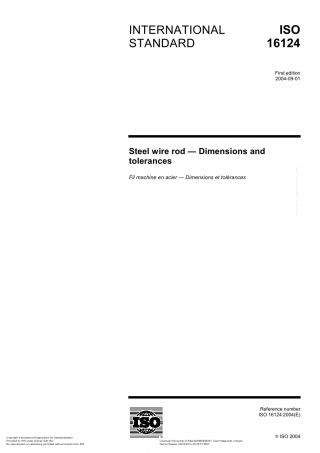 INTERNATIONAL
STANDARD
ISO
16124
First edition
2004-09-01
Steel wire rod — Dimensions and
tolerances
Fil machine en acier — Dimensions et tolérances
Reference number
ISO 16124:2004(E)
ISO
© ISO 2004
Copyright International Organization for Standardization
Provided by IHS under license with ISO
No reproduction or networking permitted without license from IHS